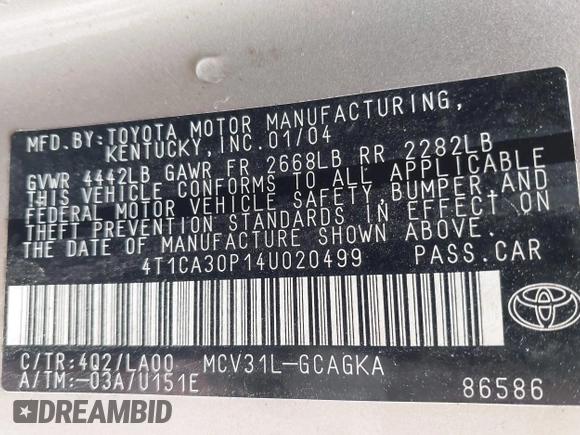 MFD.BY:TOYOTA MOTOR MANUFACTURING,
KENTUCKY, INC.01/04
GVWR 4442LB GAWR FR 2668LB RR 2282LB
THIS VEHICLE CONFORMS TO ALL APPLICABLE
FEDERAL MOTOR VEHICLE SAFETY,BUMPER,AND
THEFT PREVENTION STANDARDS IN EFFECT ON
THE DATE OF MANUFACTURE SHOWN ABOVE.
4T1CA30P14U020499 PASS.CAR
C/TR:4Q2/LA00 MCV31L-GCAGKA
A/TM:-03A/U151E 86586
DREAMBID